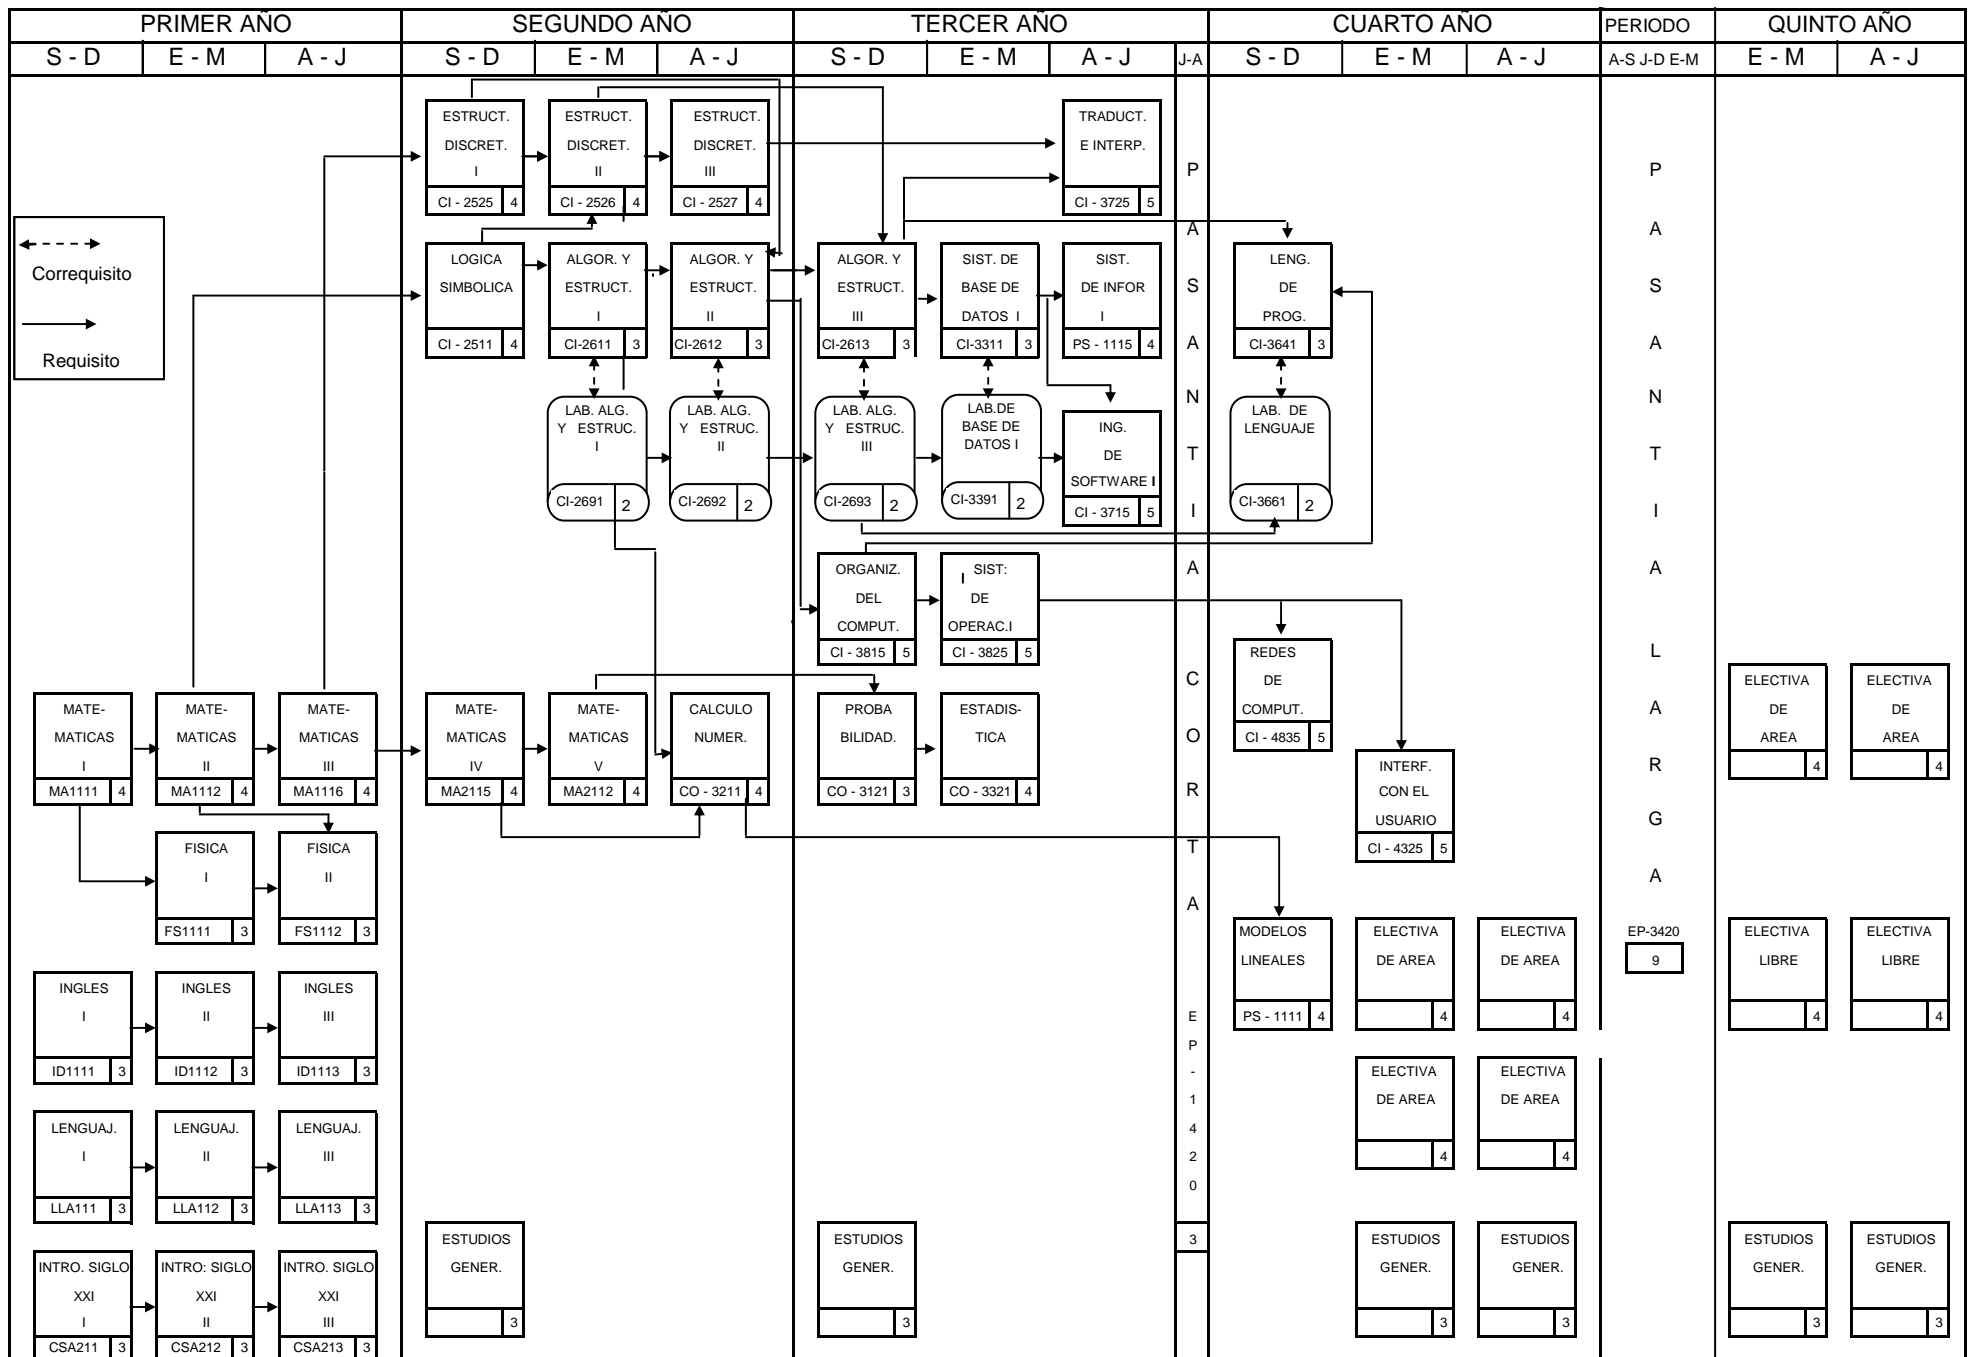 PRIMER AÑO
SEGUNDO AÑO
TERCER AÑO
CUARTO AÑO
PERIODO
QUINTO AÑO
S - D
E - M
A - J
S - D
E - M
A - J
S - D
E - M
A - J
J-A
S - D
E - M
A - J
A-S J-D E-M
E - M
A - J
Correquisito
Requisito
ESTRUCT.
DISCRET.
I
CI - 2525 4
ESTRUCT.
DISCRET.
II
CI - 2526 4
ESTRUCT.
DISCRET.
III
CI - 2527 4
TRADUCT.
E INTERP.
CI - 3725 5
LOGICA
SIMBOLICA
CI - 2511 4
ALGOR. Y
ESTRUCT.
I
CI-2611 3
ALGOR. Y
ESTRUCT.
II
CI-2612 3
ALGOR. Y
ESTRUCT.
III
CI-2613 3
SIST. DE
BASE DE
DATOS I
CI-3311 3
SIST.
DE INFOR
I
PS - 1115 4
LENG.
DE
PROG.
CI-3641 3
LAB. ALG.
Y ESTRUC.
I
CI-2691 2
LAB. ALG.
Y ESTRUC.
II
CI-2692 2
LAB. ALG.
Y ESTRUC.
III
CI-2693 2
LAB.DE
BASE DE
DATOS I
CI-3391 2
ING.
DE
SOFTWARE I
CI - 3715 5
LAB. DE
LENGUAJE
CI-3661 2
ORGANIZ.
DEL
COMPUT.
CI - 3815 5
I SIST:
DE
OPERAC.I
CI - 3825 5
REDES
DE
COMPUT.
CI - 4835 5
MATE-
MATICAS
I
MA1111 4
MATE-
MATICAS
II
MA1112 4
MATE-
MATICAS
III
MA1116 4
MATE-
MATICAS
IV
MA2115 4
MATE-
MATICAS
V
MA2112 4
CALCULO
NUMER.
CO - 3211 4
PROBA
BILIDAD.
CO - 3121 3
ESTADIS-
TICA
CO - 3321 4
INTERF.
CON EL
USUARIO
CI - 4325 5
ELECTIVA
DE
AREA
4
ELECTIVA
DE
AREA
4
FISICA
I
FS1111 3
FISICA
II
FS1112 3
MODELOS
LINEALES
PS - 1111 4
ELECTIVA
DE AREA
4
ELECTIVA
DE AREA
4
ELECTIVA
LIBRE
4
ELECTIVA
LIBRE
4
INGLES
I
ID1111 3
INGLES
II
ID1112 3
INGLES
III
ID1113 3
ELECTIVA
DE AREA
4
ELECTIVA
DE AREA
4
LENGUAJ.
I
LLA111 3
LENGUAJ.
II
LLA112 3
LENGUAJ.
III
LLA113 3
INTRO. SIGLO
XXI
I
CSA211 3
INTRO: SIGLO
XXI
II
CSA212 3
INTRO. SIGLO
XXI
III
CSA213 3
ESTUDIOS
GENER.
3
ESTUDIOS
GENER.
3
ESTUDIOS
GENER.
3
ESTUDIOS
GENER.
3
ESTUDIOS
GENER.
3
ESTUDIOS
GENER.
3
P A S A N T I A C O R T A
E P - 1 4 2 0
3
P A S A N T I A L A R G A
EP-3420
9